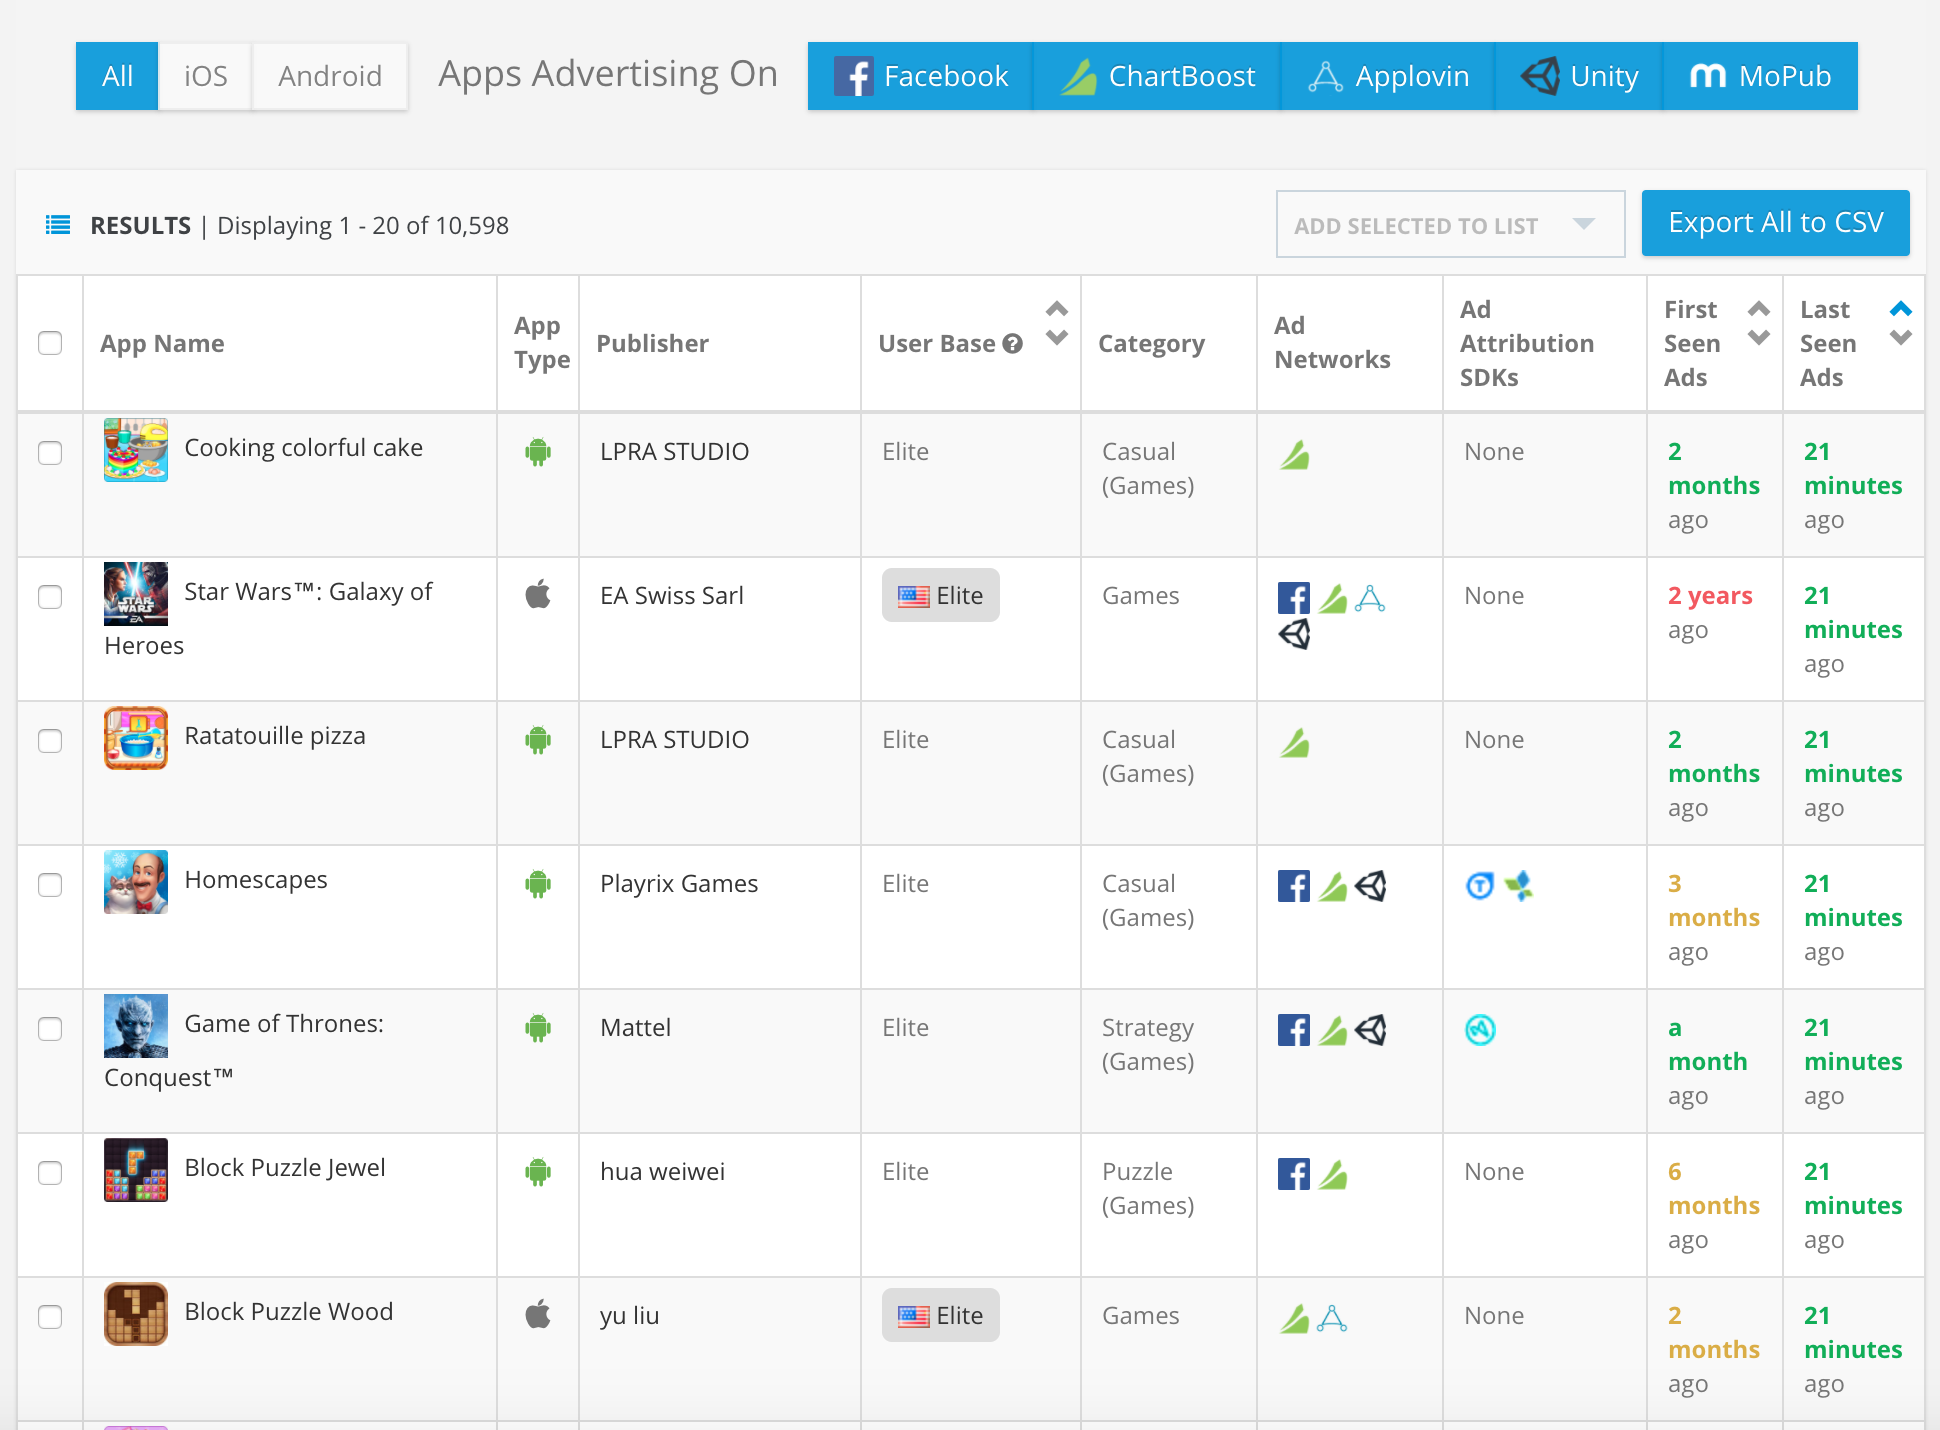 All iOS Android Apps Advertising On Facebook ChartBoost Applovin Unity MoPub
RESULTS | Displaying 1 - 20 of 10,598 ADD SELECTED TO LIST Export All to CSV
App Name
App
Type
Publisher
User Base ?
Category
Ad
Networks
Ad
Attribution
SDKs
First
Seen
Ads
Last
Seen
Ads
Cooking colorful cake
LPRA STUDIO
Elite
Casual
(Games)
None
2
months
ago
21
minutes
ago
STAR
WARS
EA
Star Wars™: Galaxy of
Heroes
EA Swiss Sarl
Elite
Games
None
2 years
ago
21
minutes
ago
Ratatouille pizza
LPRA STUDIO
Elite
Casual
(Games)
None
2
months
ago
21
minutes
ago
Homescapes
Playrix Games
Elite
Casual
(Games)
3
months
ago
21
minutes
ago
Game of Thrones:
Conquest™
Mattel
Elite
Strategy
(Games)
a
month
ago
21
minutes
ago
Block Puzzle Jewel
hua weiwei
Elite
Puzzle
(Games)
None
6
months
ago
21
minutes
ago
Block Puzzle Wood
yu liu
Elite
Games
None
2
months
ago
21
minutes
ago